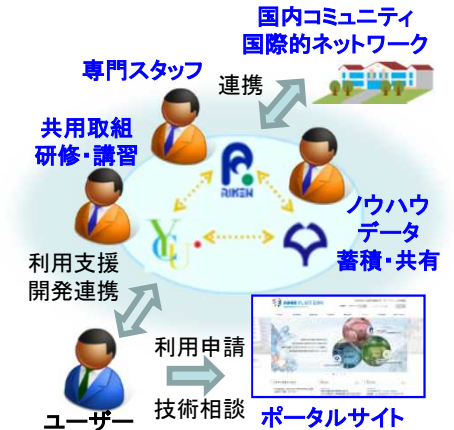 国内コミュニティ
国際的ネットワーク
専門スタッフ
連携
共用取組
研修・講習
RIKEN
YCU
ノウハウ
データ
蓄積・共有
利用支援
開発連携
利用申請
技術相談
ユーザー
ポータルサイト